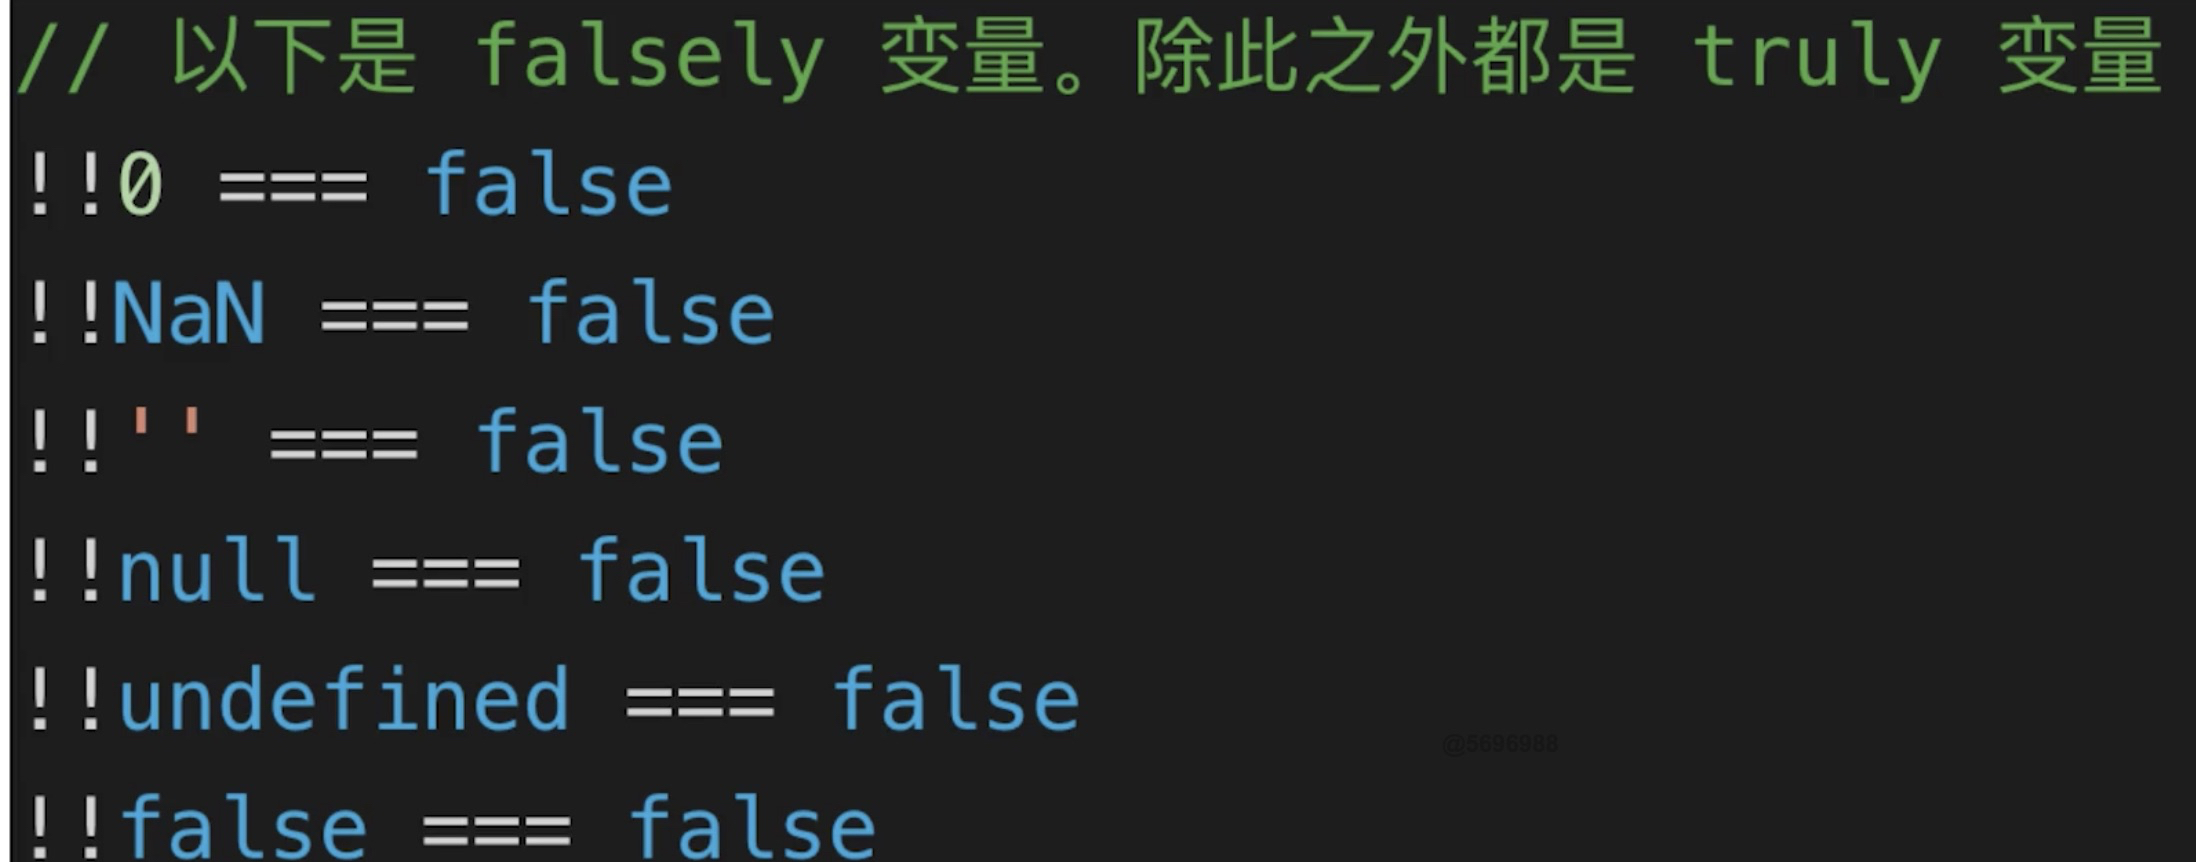 // 以下是 falsely 变量。除此之外都是 truly 变量
!!0 === false
!!NaN === false
!!'' === false
!!null === false
!!undefined === false
@5696988
!!false === false